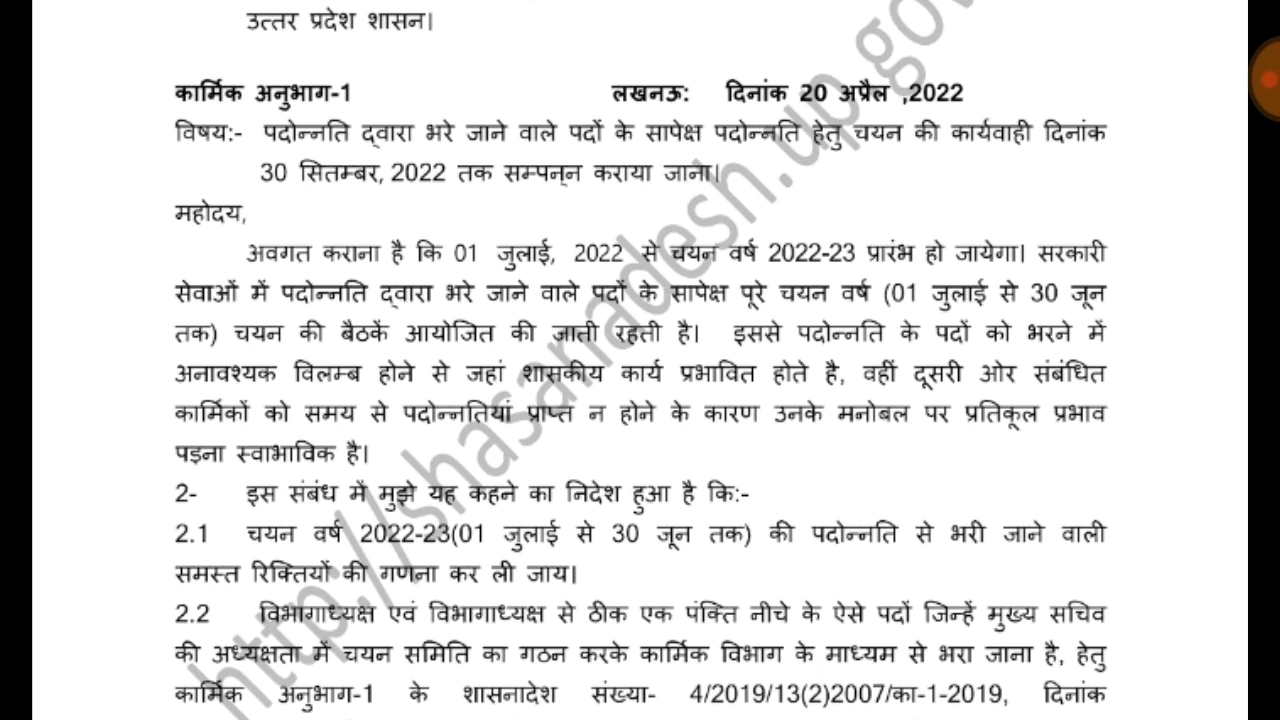 उत्तर प्रदेश शासन।
कार्मिक अनुभाग-1 लखनऊ: दिनांक 20 अप्रैल ,2022
विषय:- पदोन्नति द्वारा भरे जाने वाले पदों के सापेक्ष पदोन्नति हेतु चयन की कार्यवाही दिनांक
30 सितम्बर, 2022 तक सम्पन्न कराया जाना।
महोदय,
अवगत कराना है कि 01 जुलाई, 2022 से चयन वर्ष 2022-23 प्रारंभ हो जायेगा। सरकारी
सेवाओं में पदोन्नति द्वारा भरे जाने वाले पदों के सापेक्ष पूरे चयन वर्ष (01 जुलाई से 30 जून
तक) चयन की बैठकें आयोजित की जाती रहती है। इससे पदोन्नति के पदों को भरने में
अनावश्यक विलम्ब होने से जहां शासकीय कार्य प्रभावित होते है, वहीं दूसरी ओर संबंधित
कार्मिकों को समय से पदोन्नतियां प्राप्त न होने के कारण उनके मनोबल पर प्रतिकूल प्रभाव
पड़ना स्वाभाविक है।
2- इस संबंध में मुझे यह कहने का निदेश हुआ है कि:-
2.1 चयन वर्ष 2022-23(01 जुलाई से 30 जून तक) की पदोन्नति से भरी जाने वाली
समस्त रिक्तियों की गणना कर ली जाय।
2.2 विभागाध्यक्ष एवं विभागाध्यक्ष से ठीक एक पंक्ति नीचे के ऐसे पदों जिन्हें मुख्य सचिव
की अध्यक्षता में चयन समिति का गठन करके कार्मिक विभाग के माध्यम से भरा जाना है, हेतु
कार्मिक अनुभाग-1 के शासनादेश संख्या- 4/2019/13(2)2007/का-1-2019, दिनांक
http://shasanadesh.up.gov